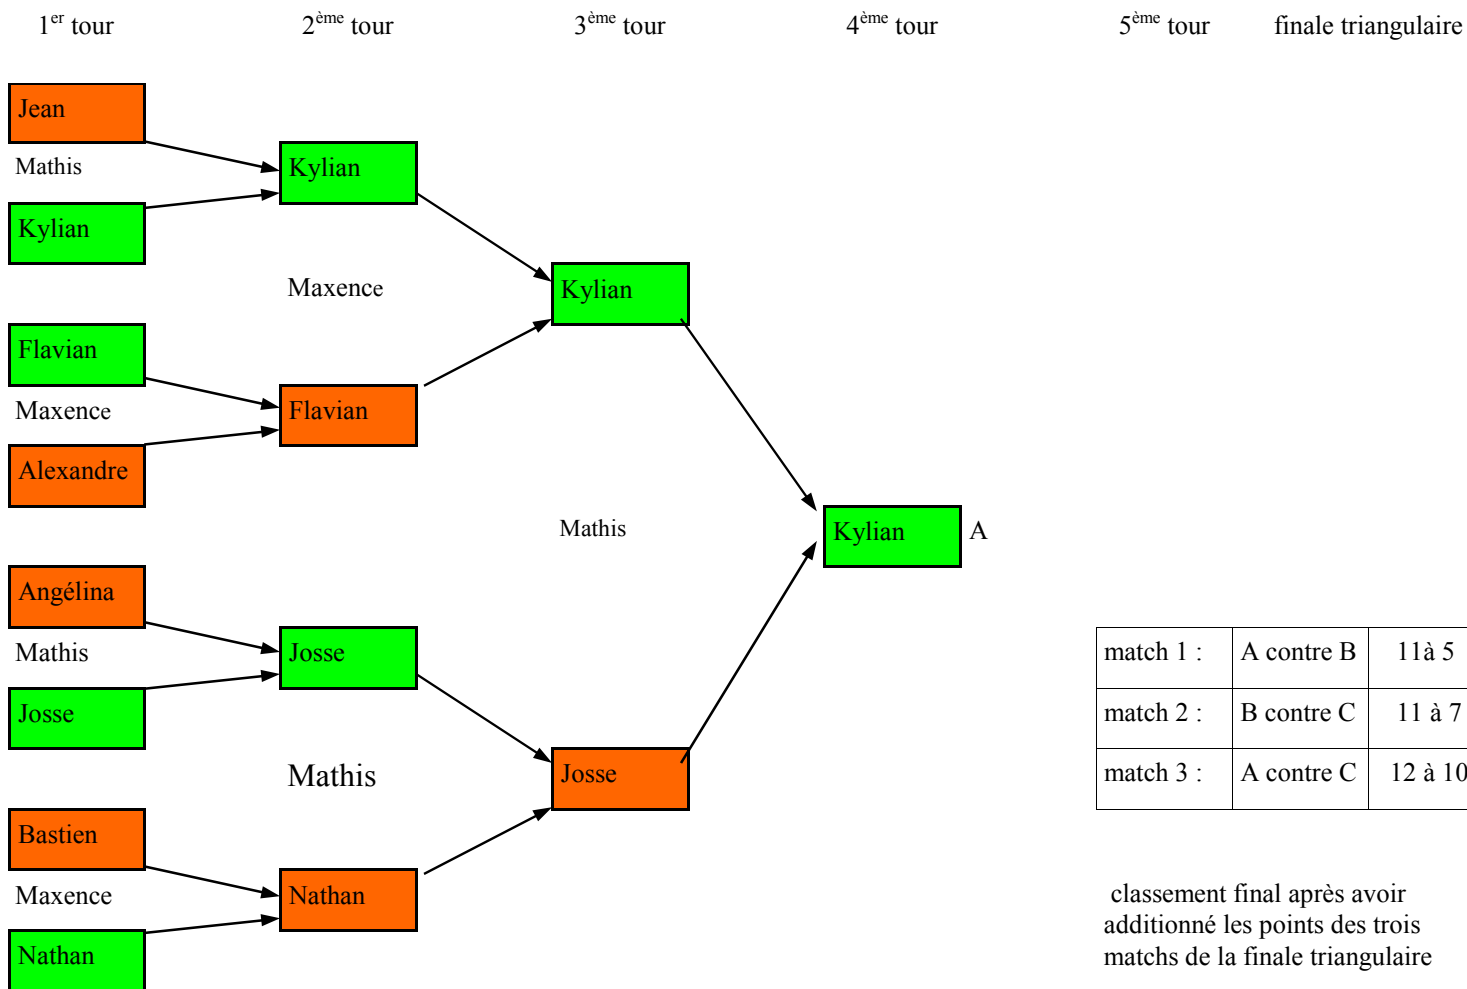 1er tour 2ème tour 3ème tour 4ème tour 5ème tour finale triangulaire
Jean
Mathis
Kylian
Flavian
Maxence
Alexandre
Angélina
Mathis
Josse
Bastien
Maxence
Nathan
Kylian
Maxence
Flavian
Josse
Mathis
Nathan
Kylian
Mathis
Josse
Kylian A
match 1 : A contre B 11à 5
match 2 : B contre C 11 à 7
match 3 : A contre C 12 à 10
classement final après avoir
additionné les points des trois
matchs de la finale triangulaire